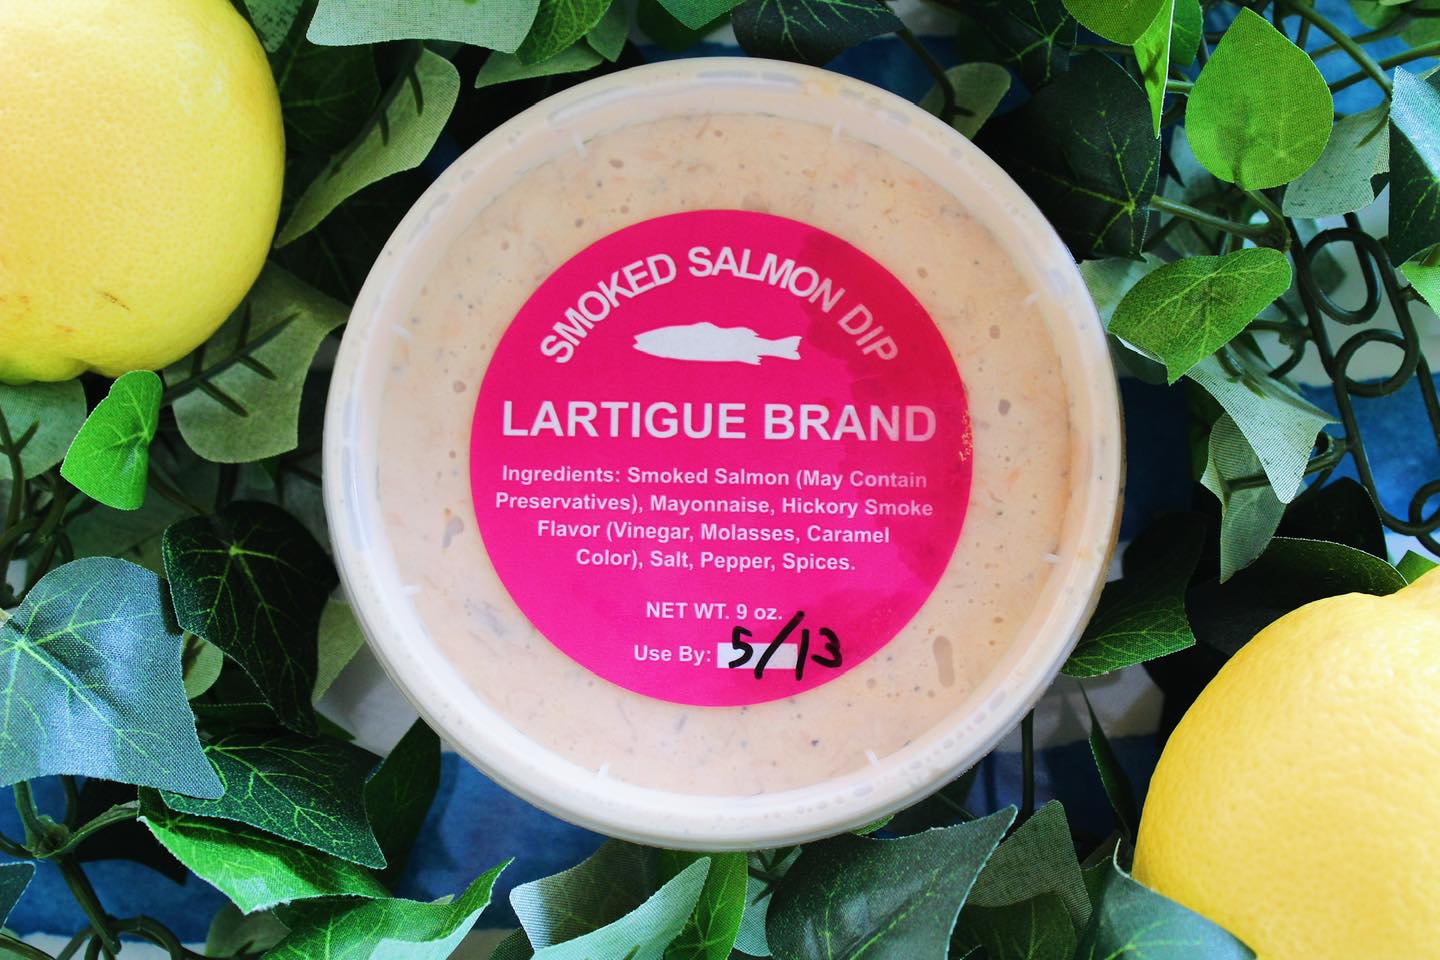 SMOKED SALMON DIP
LARTIGUE BRAND
Ingredients: Smoked Salmon (May Contain
Preservatives), Mayonnaise, Hickory Smoke
Flavor (Vinegar, Molasses, Caramel
Color), Salt, Pepper, Spices.
NET WT. 9 oz.
Use By: 5/13